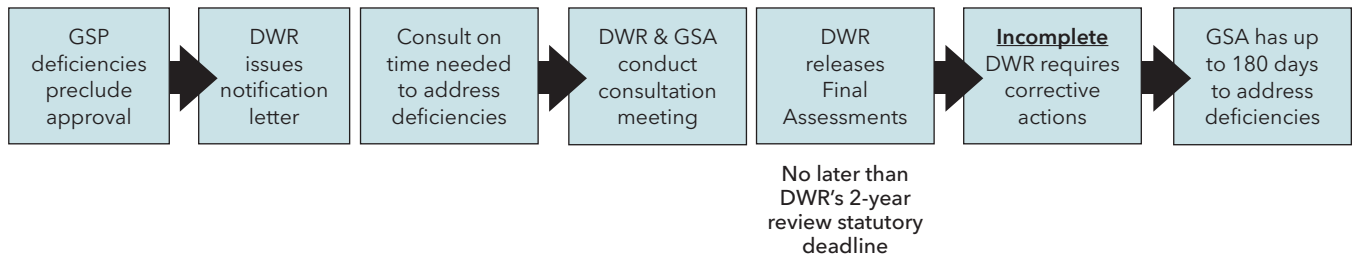 GSP
deficiencies
preclude
approval
DWR
issues
notification
letter
Consult on
time needed
to address
deficiencies
DWR & GSA
conduct
consultation
meeting
DWR
releases
Final
Assessments
No later than
DWR's 2-year
review statutory
deadline
Incomplete
DWR requires
corrective
actions
GSA has up
to 180 days
to address
deficiencies